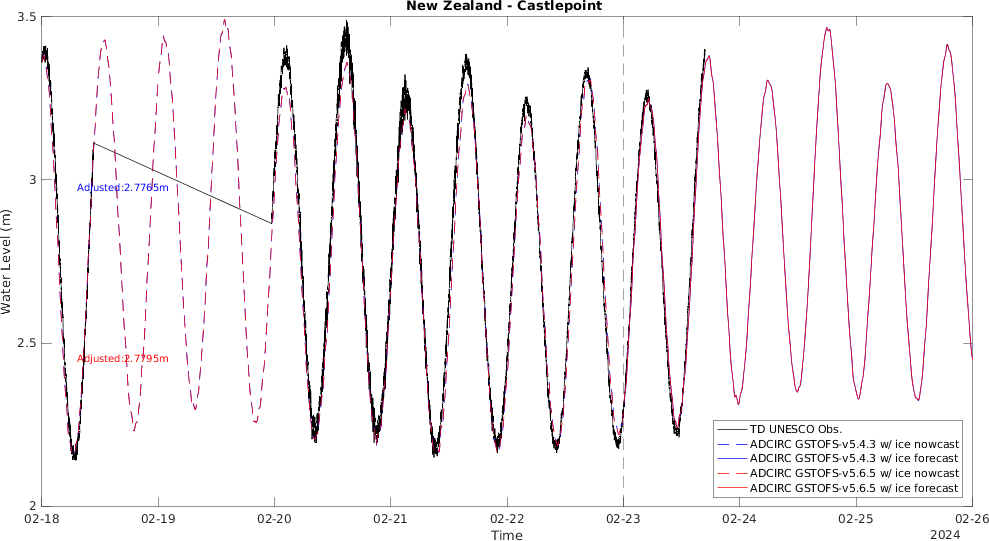 New Zealand - Castlepoint
3.5
3
2.5
2
Water Level (m)
Adjusted:2.7765m
Adjusted:2.7795m
TD UNESCO Obs.
ADCIRC GSTOFS-v5.4.3 w/ ice nowcast
ADCIRC GSTOFS-v5.4.3 w/ ice forecast
ADCIRC GSTOFS-v5.6.5 w/ ice nowcast
ADCIRC GSTOFS-v5.6.5 w/ ice forecast
02-18 02-19 02-20 02-21 02-22 02-23 02-24 02-25 02-26
Time
2024